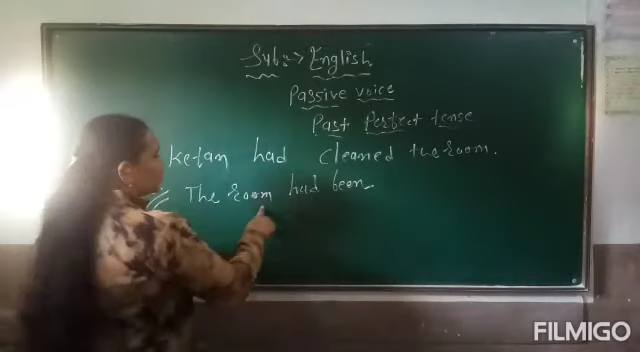 Sub:-> English
Passive voice
Past Perfect tense
Ketan had cleaned the room.
The room had been
FILMIGO